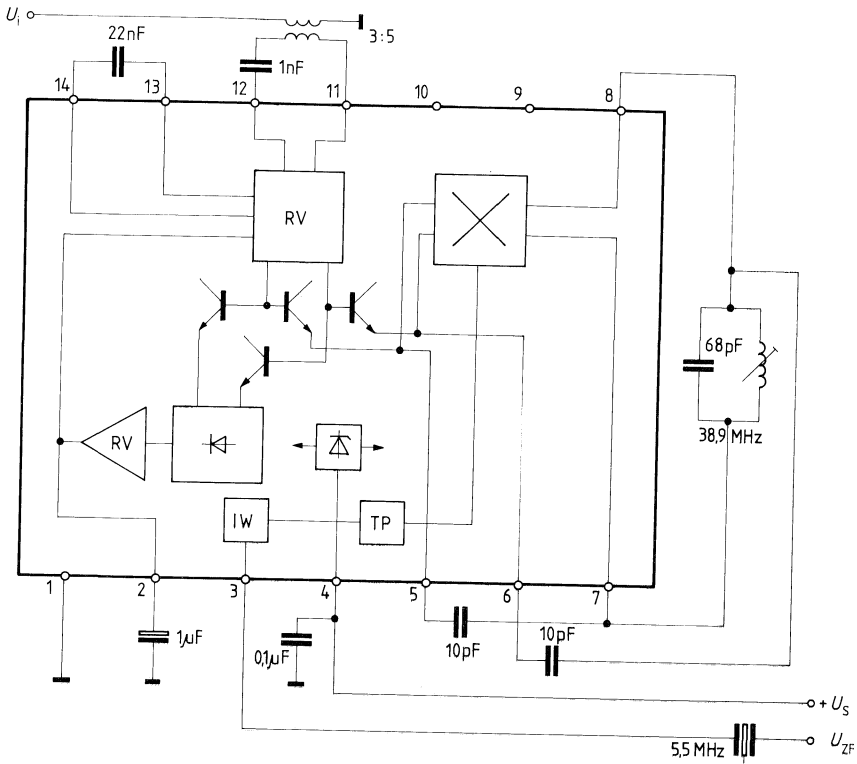 Ui
3:5
22nF
1nF
14
13
12
11
10
9
8
RV
68pF
38,9 MHz
RV
IW
TP
1
2
3
4
5
6
7
1µF
0,1µF
10pF
10pF
+ US
5,5 MHz
UZF